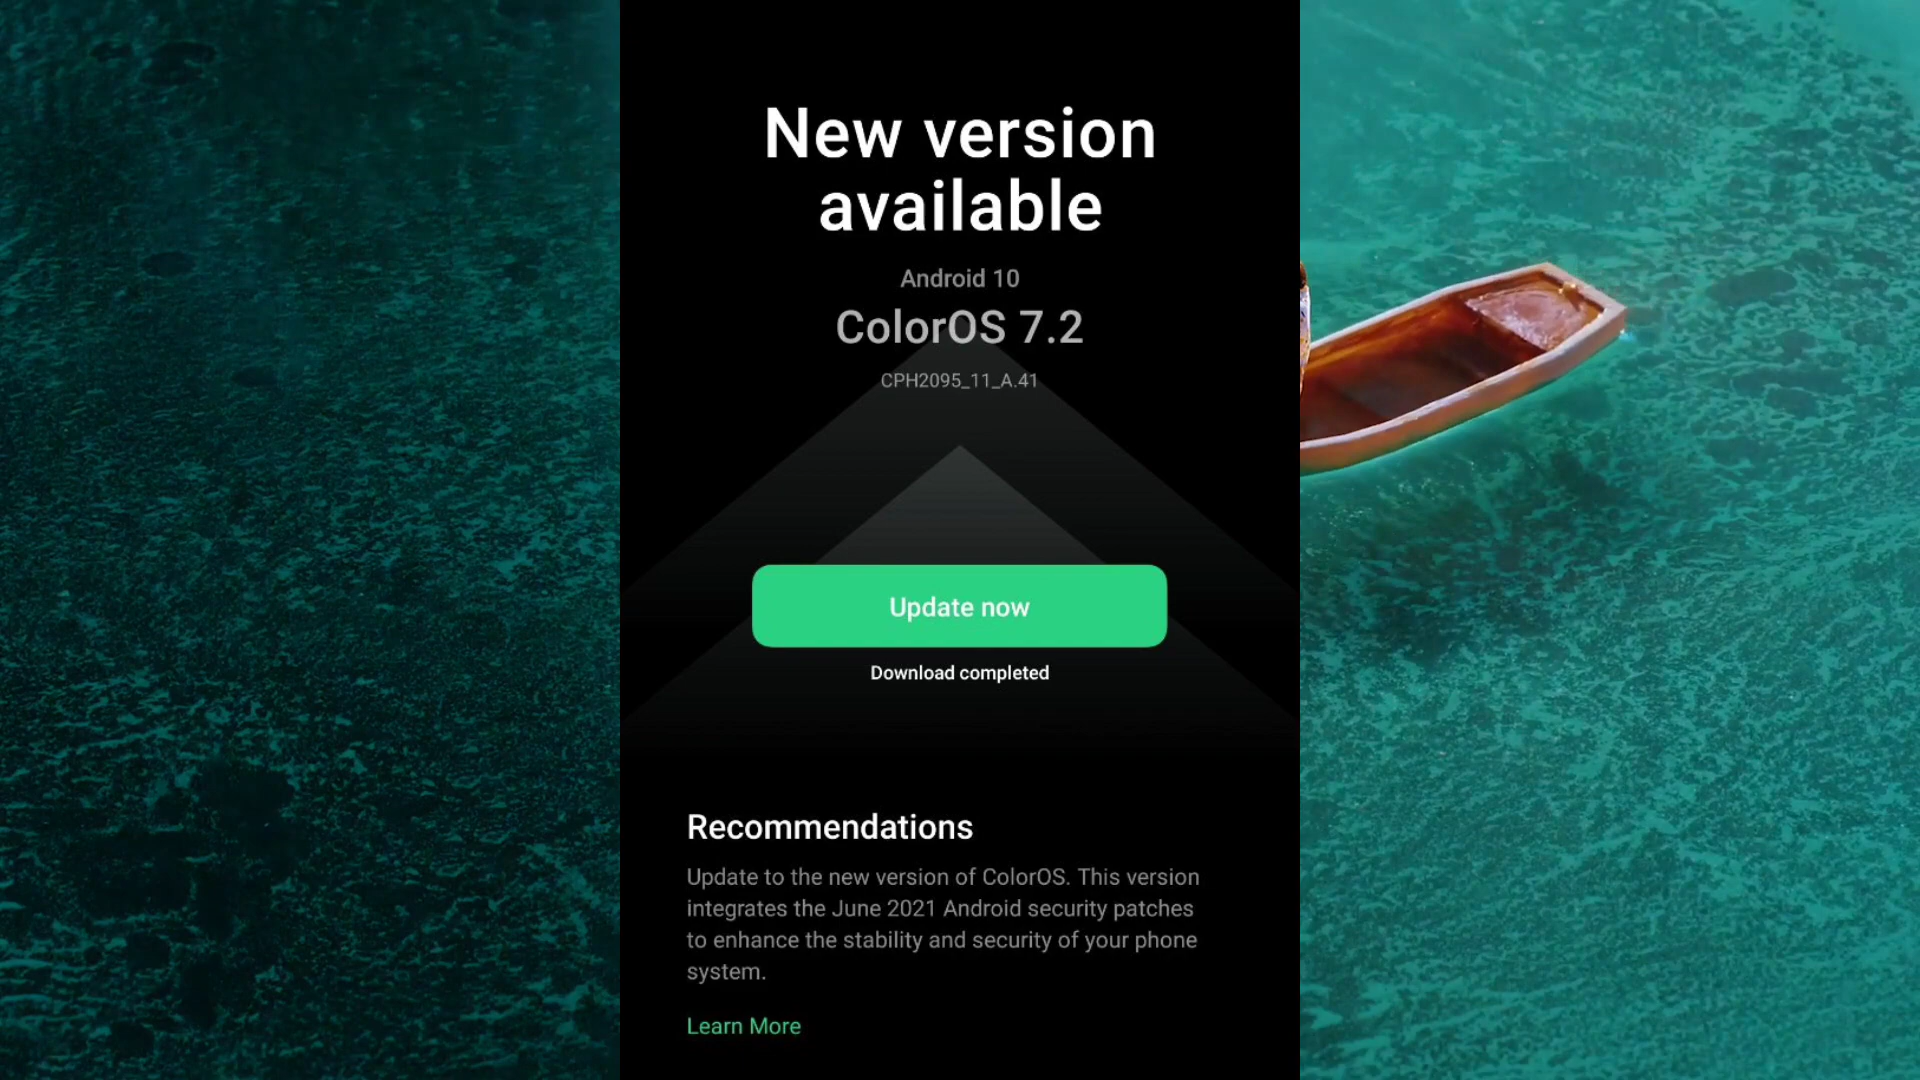 New version
available
Android 10
ColorOS 7.2
CPH2095_11_A.41
Update now
Download completed
Recommendations
Update to the new version of ColorOS. This version
integrates the June 2021 Android security patches
to enhance the stability and security of your phone
system.
Learn More